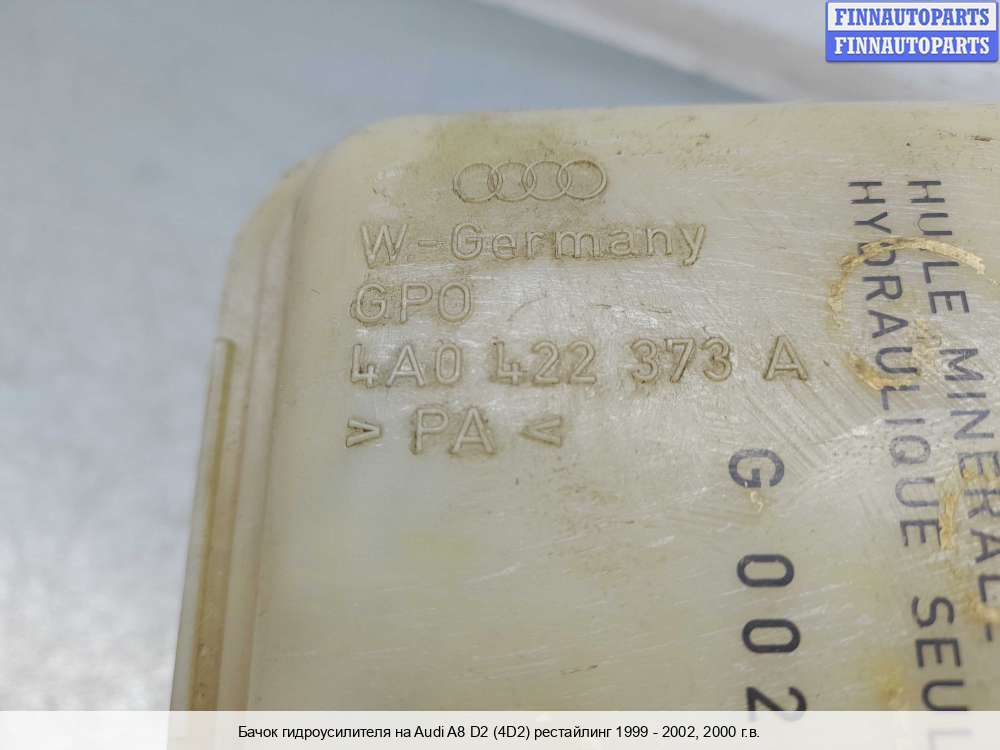 FINNAUTOPARTS
FINNAUTOPARTS
W.-Germany
GPO
4A0 422 373 A
> PA <
HUILE MINERAL-
HYDRAULIQUE SEUL
G 002
Бачок гидроусилителя на Audi A8 D2 (4D2) рестайлинг 1999 - 2002, 2000 г.в.